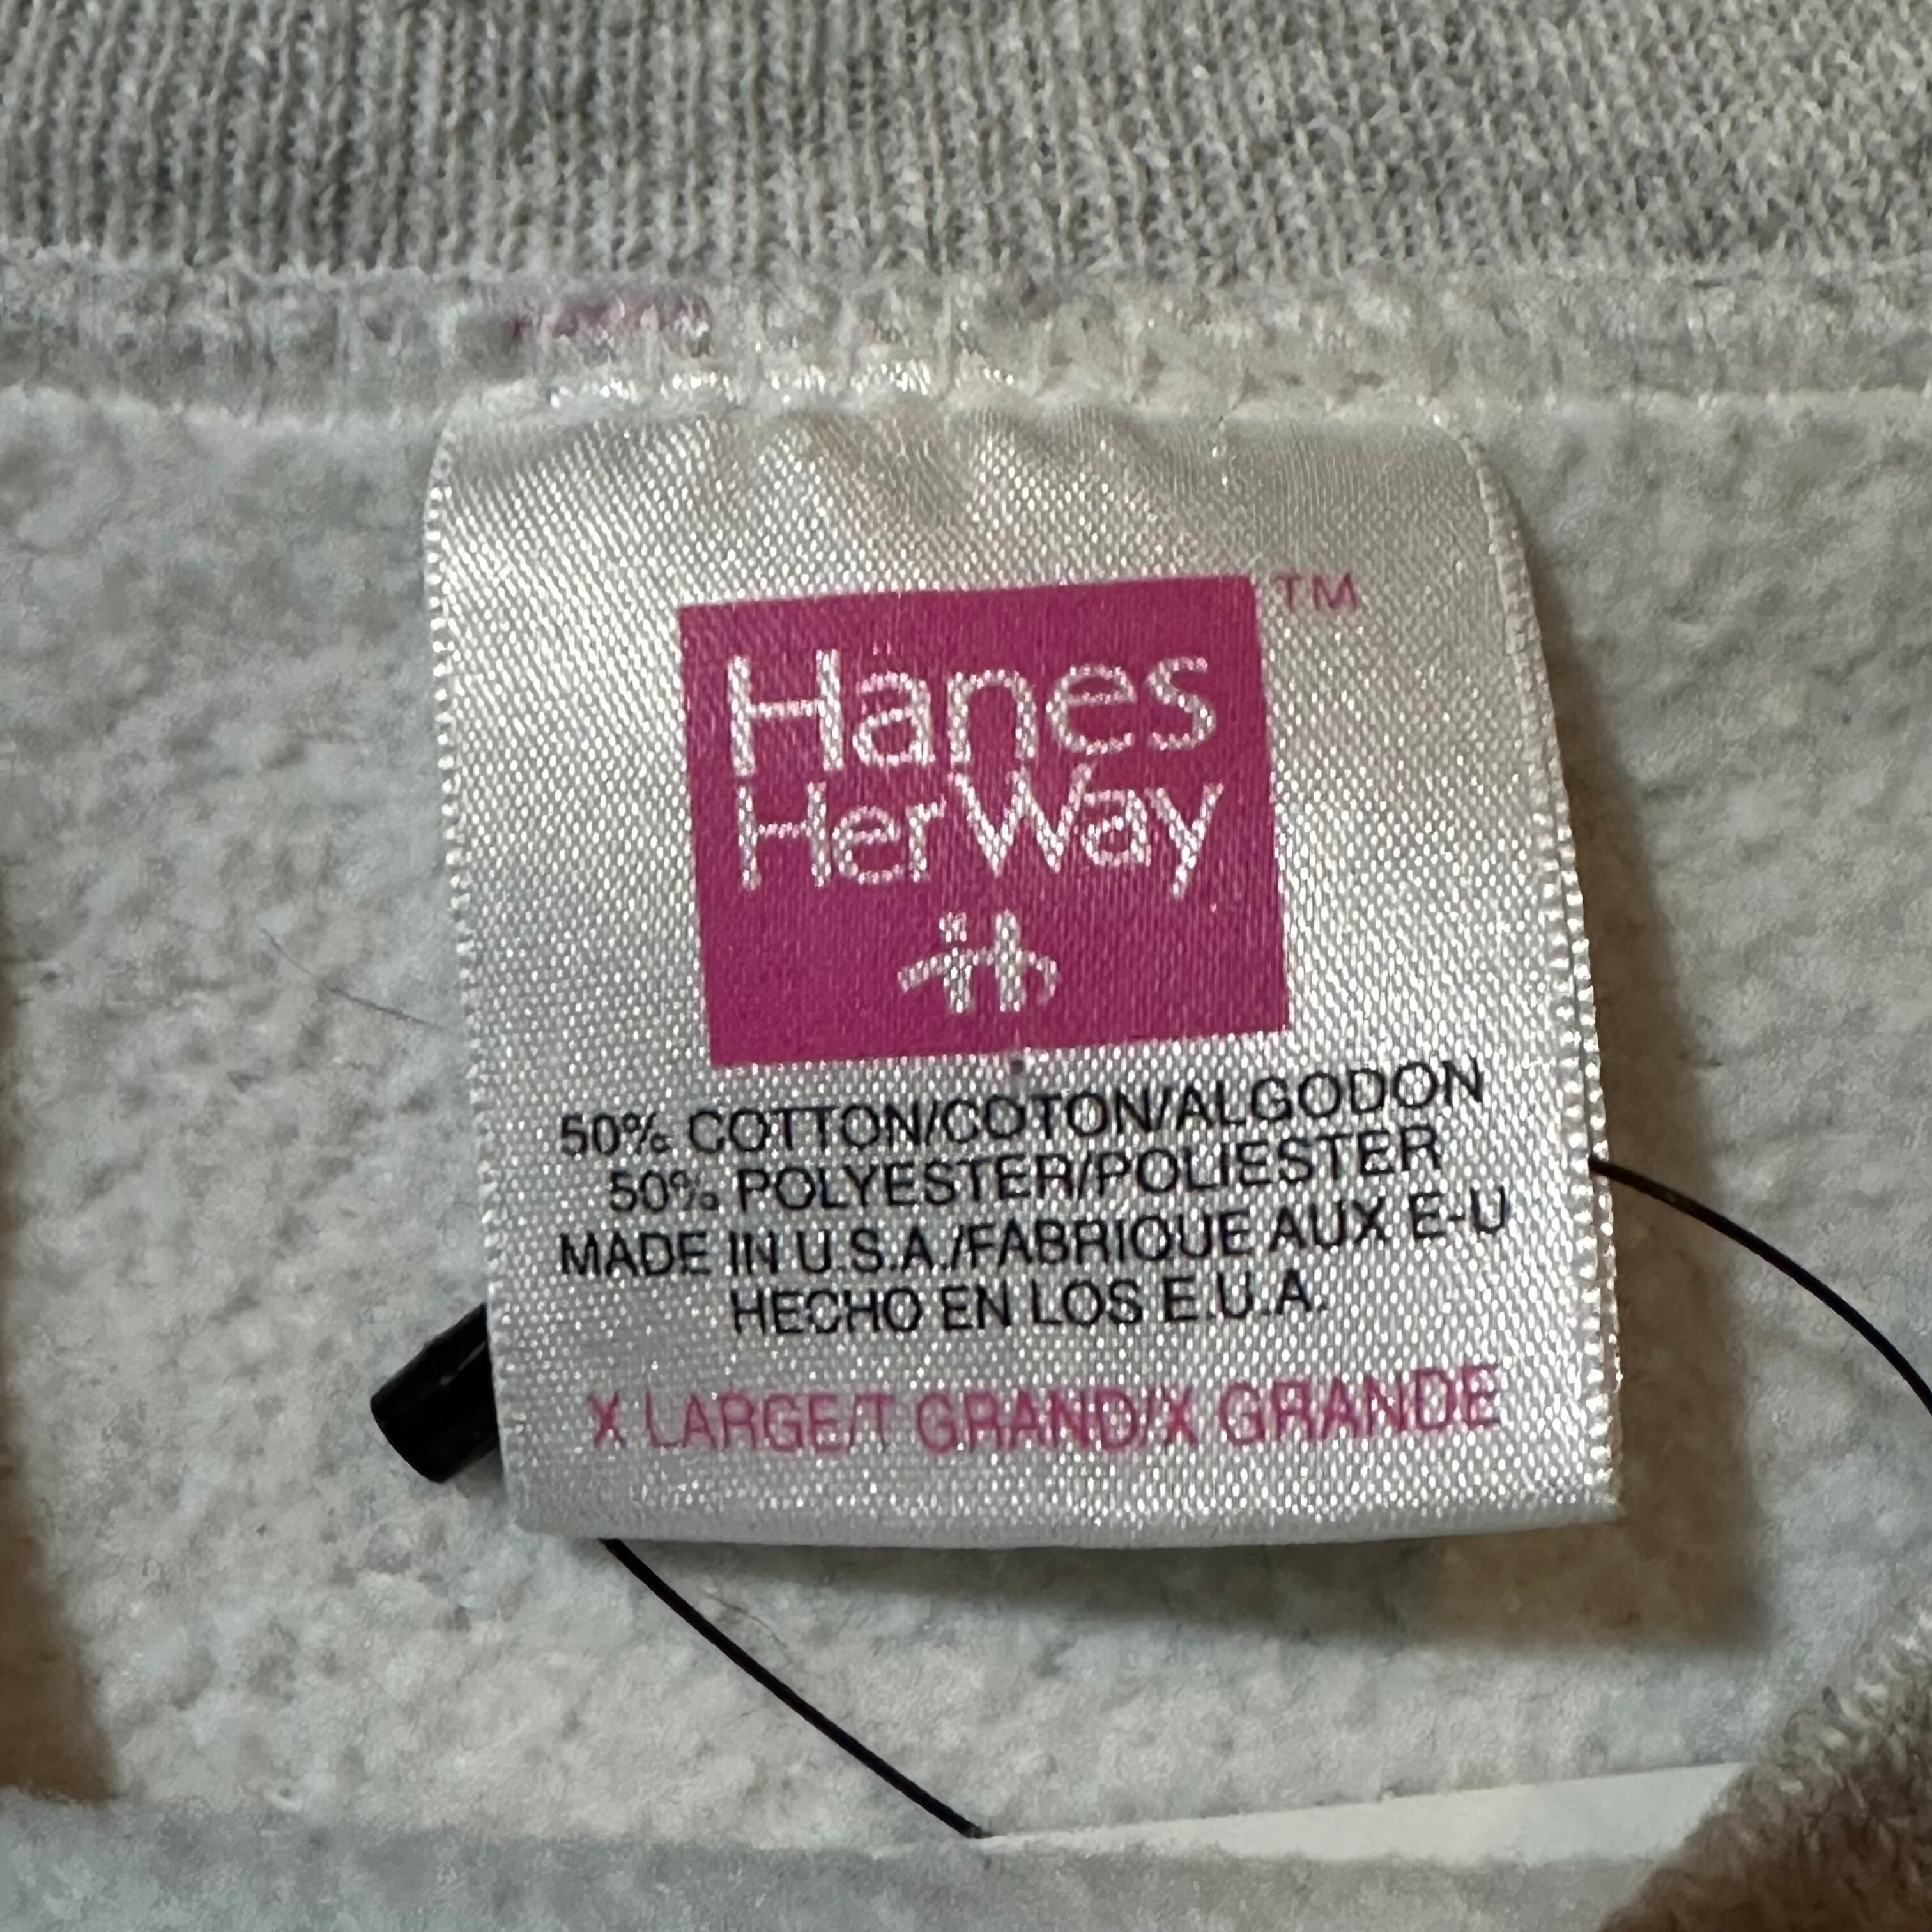 Hanes
HerWay
TM
50% COTTON/COTON/ALGODON
50% POLYESTER/POLIESTER
MADE IN U.S.A./FABRIQUE AUX E-U
HECHO EN LOS E.U.A.
X LARGE/T GRAND/X GRANDE